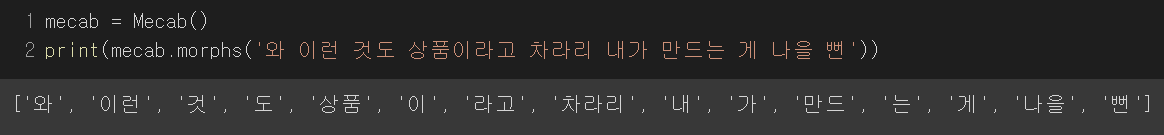 1 mecab = Mecab()
2 print(mecab.morphs('와 이런 것도 상품이라고 차라리 내가 만드는 게 나을 뻔'))
['와', '이런', '것', '도', '상품', '이', '라고', '차라리', '내', '가', '만드', '는', '게', '나을', '뻔']